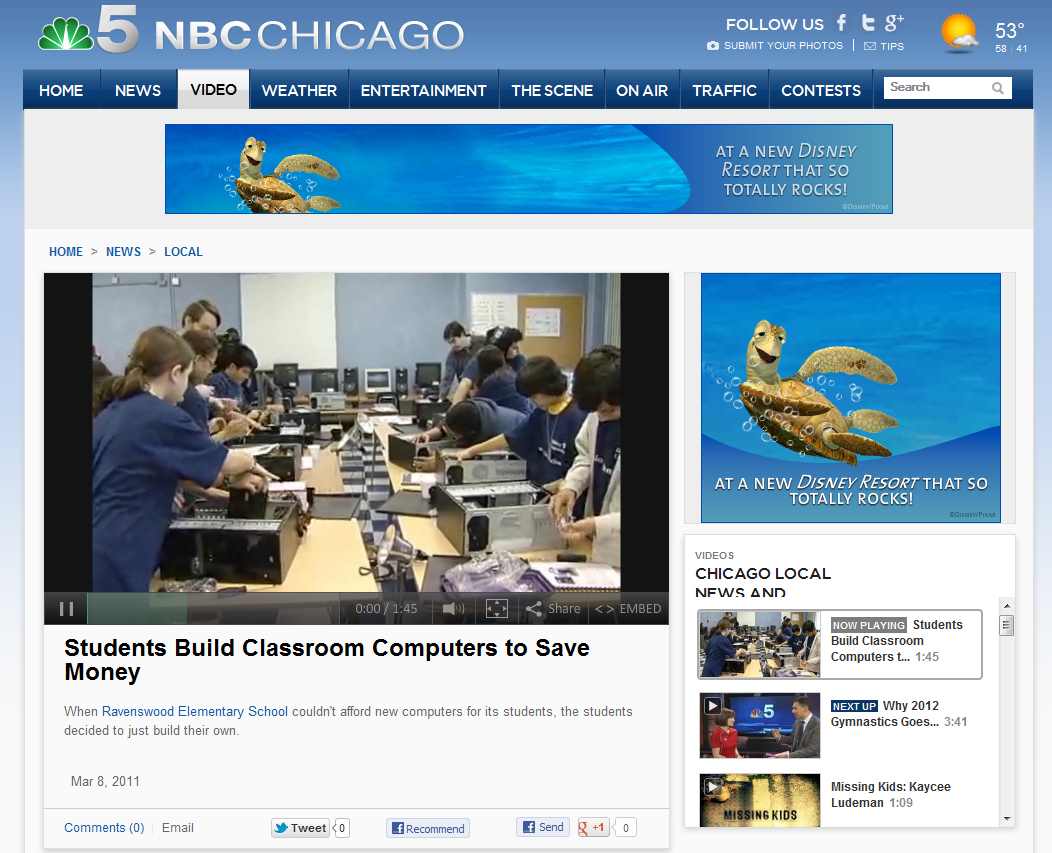 5 NBC CHICAGO
FOLLOW US f t g+
SUBMIT YOUR PHOTOS | TIPS
53°
58 | 41
HOME NEWS VIDEO WEATHER ENTERTAINMENT THE SCENE ON AIR TRAFFIC CONTESTS Search
AT A NEW DISNEY
RESORT THAT SO
TOTALLY ROCKS!
©DISNEY/PIXAR
HOME > NEWS > LOCAL
0:00 / 1:45 Share < > EMBED
Students Build Classroom Computers to Save
Money
When Ravenswood Elementary School couldn't afford new computers for its students, the students
decided to just build their own.
Mar 8, 2011
Comments (0) | Email Tweet 0 Recommend Send +1 0
AT A NEW DISNEY RESORT THAT SO
TOTALLY ROCKS!
©DISNEY/PIXAR
VIDEOS
CHICAGO LOCAL
NEWS AND
NOW PLAYING Students
Build Classroom
Computers t... 1:45
5
NEXT UP Why 2012
Gymnastics Goes... 3:41
MISSING KIDS
Missing Kids: Kaycee
Ludeman 1:09